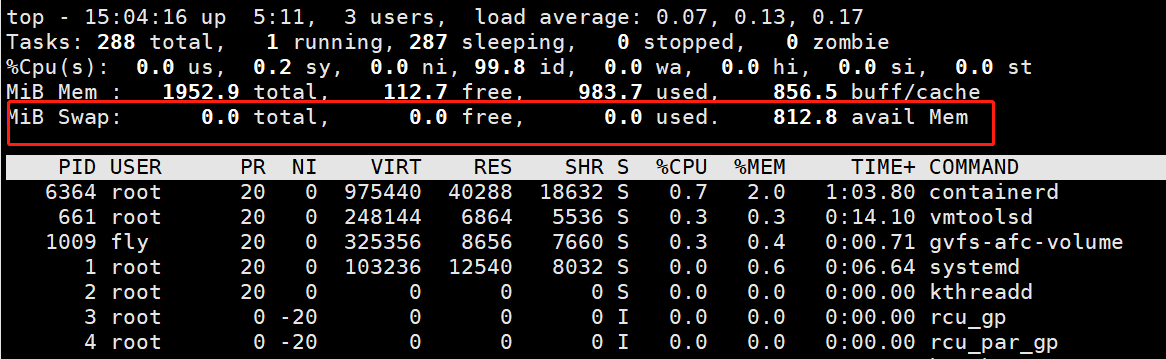 top - 15:04:16 up  5:11,  3 users,  load average: 0.07, 0.13, 0.17
Tasks: 288 total,   1 running, 287 sleeping,   0 stopped,   0 zombie
%Cpu(s):  0.0 us,  0.2 sy,  0.0 ni, 99.8 id,  0.0 wa,  0.0 hi,  0.0 si,  0.0 st
MiB Mem :   1952.9 total,    112.7 free,    983.7 used,    856.5 buff/cache
MiB Swap:      0.0 total,      0.0 free,      0.0 used.    812.8 avail Mem
    PID USER      PR  NI    VIRT    RES    SHR S  %CPU  %MEM     TIME+ COMMAND
   6364 root      20   0  975440  40288  18632 S   0.7   2.0   1:03.80 containerd
    661 root      20   0  248144   6864   5536 S   0.3   0.3   0:14.10 vmtoolsd
   1009 fly       20   0  325356   8656   7660 S   0.3   0.4   0:00.71 gvfs-afc-volume
      1 root      20   0  103236  12540   8032 S   0.0   0.6   0:06.64 systemd
      2 root      20   0       0      0      0 S   0.0   0.0   0:00.00 kthreadd
      3 root       0 -20       0      0      0 I   0.0   0.0   0:00.00 rcu_gp
      4 root       0 -20       0      0      0 I   0.0   0.0   0:00.00 rcu_par_gp